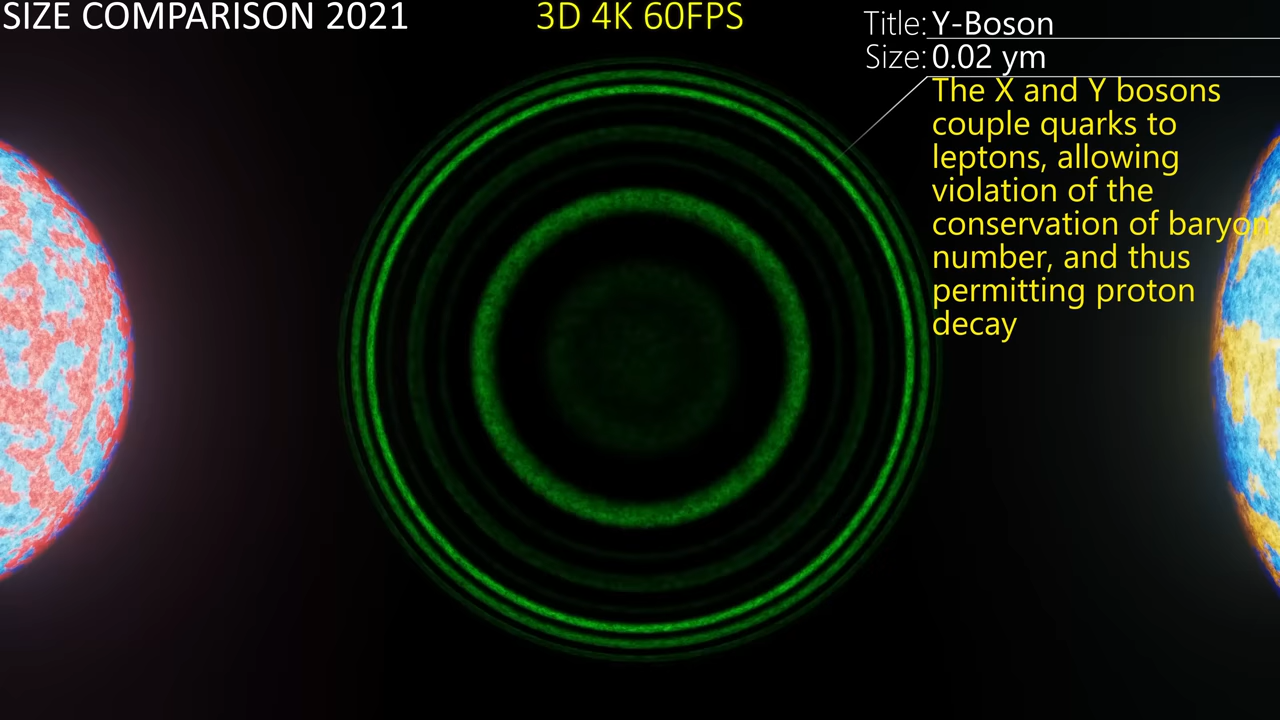 SIZE COMPARISON 2021
3D 4K 60FPS
Title: Y-Boson
Size: 0.02 ym
The X and Y bosons
couple quarks to
leptons, allowing
violation of the
conservation of baryon
number, and thus
permitting proton
decay